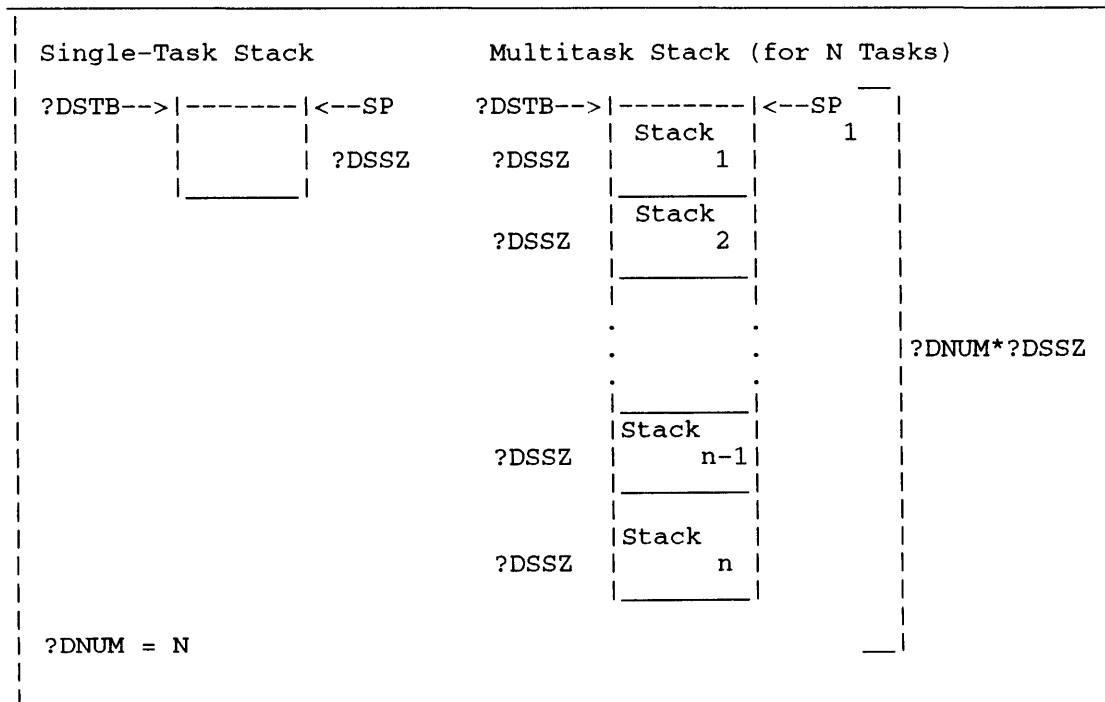 Single-Task Stack Multitask Stack (for N Tasks)
?DSTB-->|-------|<--SP ?DSTB-->|--------|<--SP
Stack 1
?DSSZ ?DSSZ 1
Stack
?DSSZ 2
.          .
.          . ?DNUM*?DSSZ
.          .
Stack
?DSSZ n-1
Stack
?DSSZ n
?DNUM = N